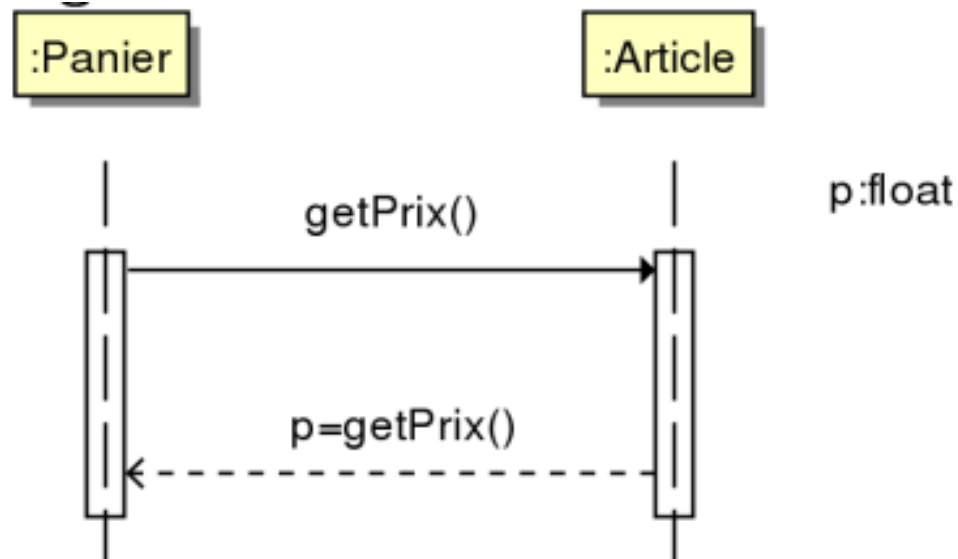 :Panier
:Article
p:float
getPrix()
p=getPrix()